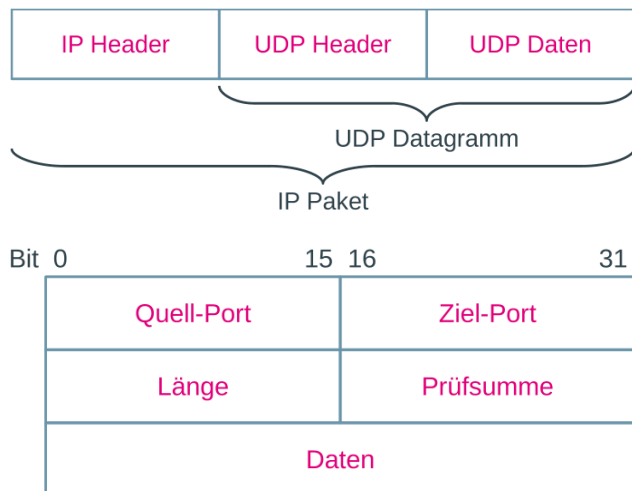 IP Header UDP Header UDP Daten
UDP Datagramm
IP Paket
Bit 0 15 16 31
Quell-Port Ziel-Port
Länge Prüfsumme
Daten